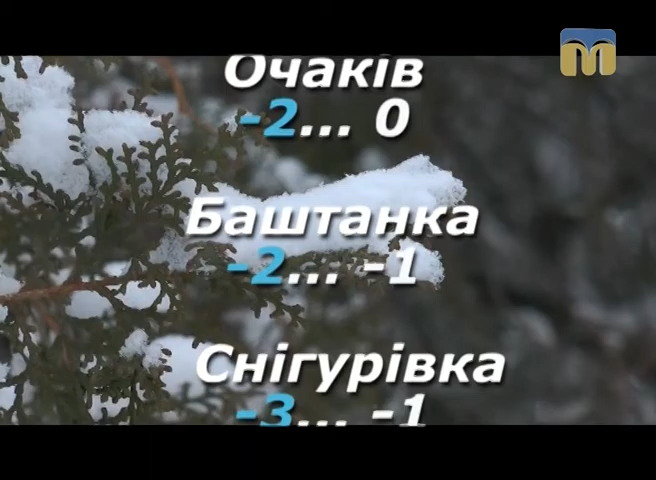 Очаків
-2... 0
Баштанка
-2... -1
Снігурівка
-3... -1